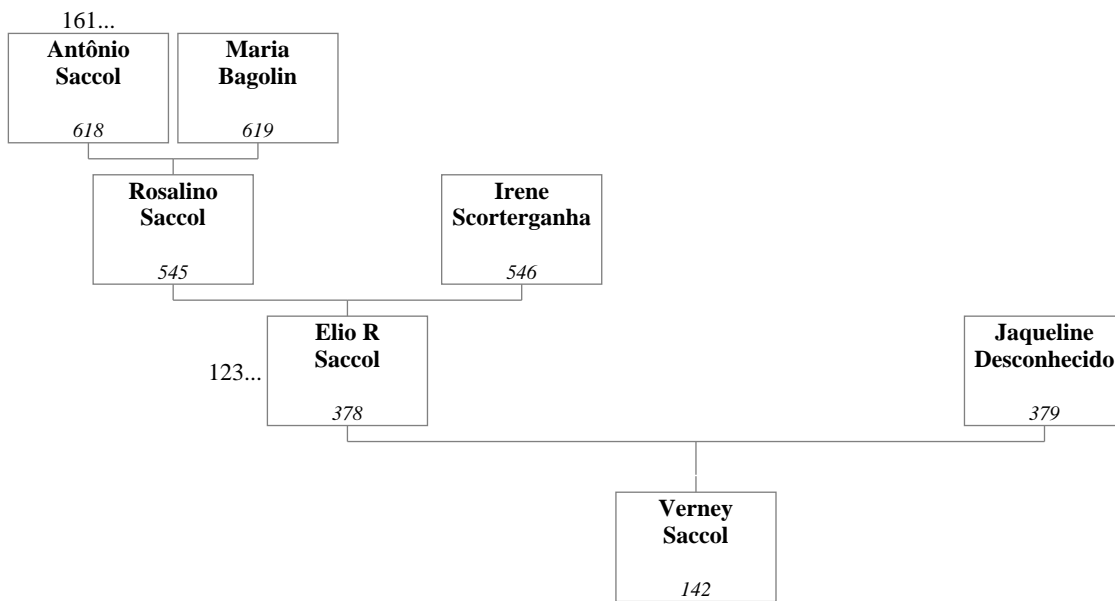 161...
Antônio
Saccol
618
Maria
Bagolin
619
Rosalino
Saccol
545
Irene
Scorterganha
546
Elio R
Saccol
378
123...
Jaqueline
Desconhecido
379
Verney
Saccol
142